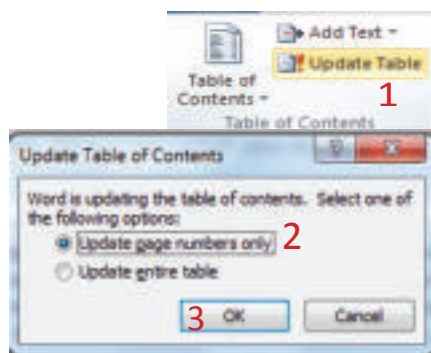 Add Text
Update Table
Table of
Contents
1
Table of Contents
Update Table of Contents
Word is updating the table of contents. Select one of
the following options:
Update page numbers only
2
Update entire table
3
OK
Cancel